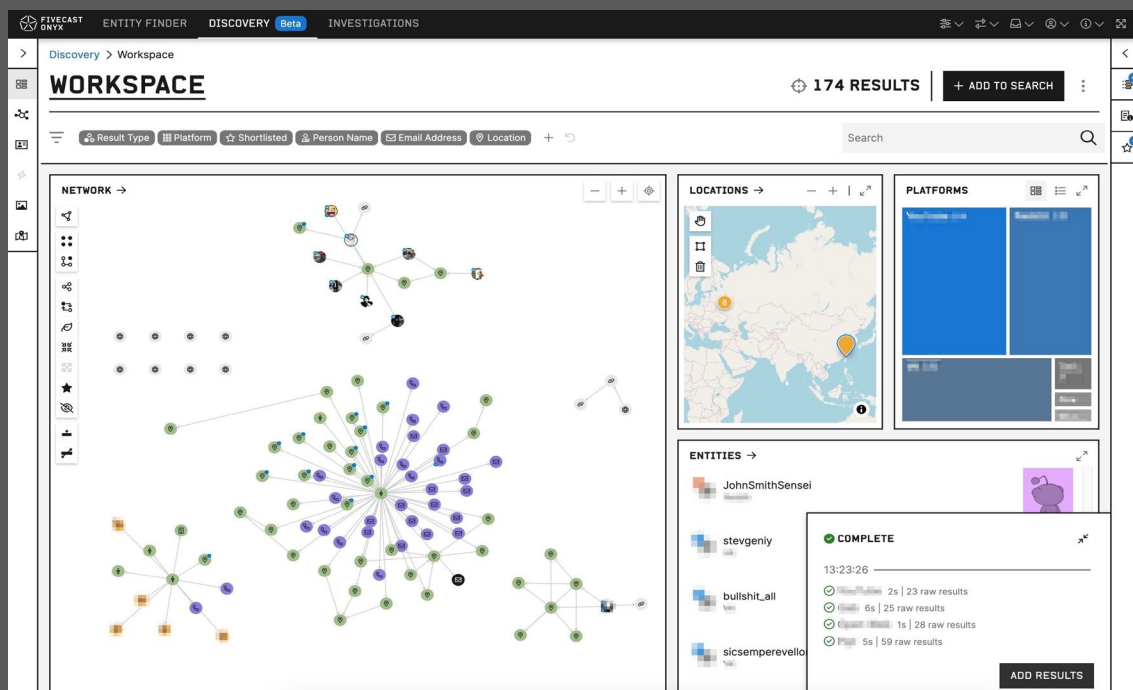 FIVECAST ONYX
ENTITY FINDER
DISCOVERY Beta
INVESTIGATIONS
Discovery > Workspace
WORKSPACE
174 RESULTS
+ ADD TO SEARCH
Result Type
Platform
Shortlisted
Person Name
Email Address
Location
Search
NETWORK →
LOCATIONS →
8
PLATFORMS
ENTITIES →
JohnSmithSensei
stevgeniy
bullshit_all
sicsemperevello
COMPLETE
13:23:26
2s | 23 raw results
6s | 25 raw results
1s | 28 raw results
5s | 59 raw results
ADD RESULTS